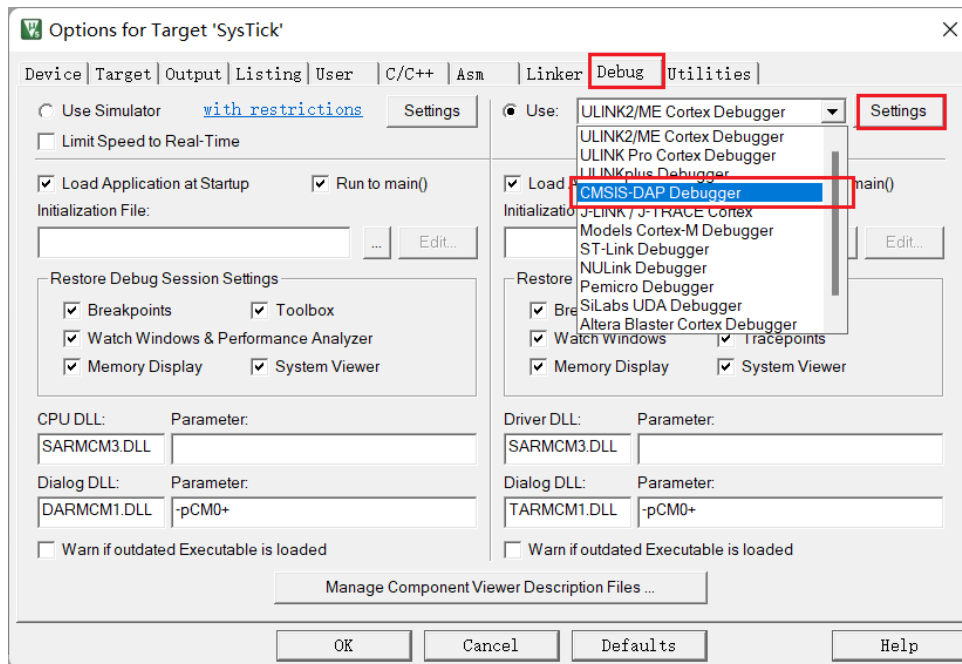 Options for Target 'SysTick'
Device Target Output Listing User C/C++ Asm Linker Debug Utilities
Use Simulator with restrictions Settings
Limit Speed to Real-Time
Load Application at Startup Run to main()
Initialization File:
... Edit...
Restore Debug Session Settings
Breakpoints Toolbox
Watch Windows & Performance Analyzer
Memory Display System Viewer
CPU DLL: Parameter:
SARMCM3.DLL
Dialog DLL: Parameter:
DARMCM1.DLL -pCM0+
Warn if outdated Executable is loaded
Use: ULINK2/ME Cortex Debugger Settings
ULINK2/ME Cortex Debugger
ULINK Pro Cortex Debugger
ULINKplus Debugger
CMSIS-DAP Debugger
J-LINK / J-TRACE Cortex
Models Cortex-M Debugger
ST-Link Debugger
NULink Debugger
Pemicro Debugger
SiLabs UDA Debugger
Altera Blaster Cortex Debugger
Load main()
Edit...
Restore
Watch Windows Tracepoints
Memory Display System Viewer
Driver DLL: Parameter:
SARMCM3.DLL
Dialog DLL: Parameter:
TARMCM1.DLL -pCM0+
Warn if outdated Executable is loaded
Manage Component Viewer Description Files ...
OK Cancel Defaults Help